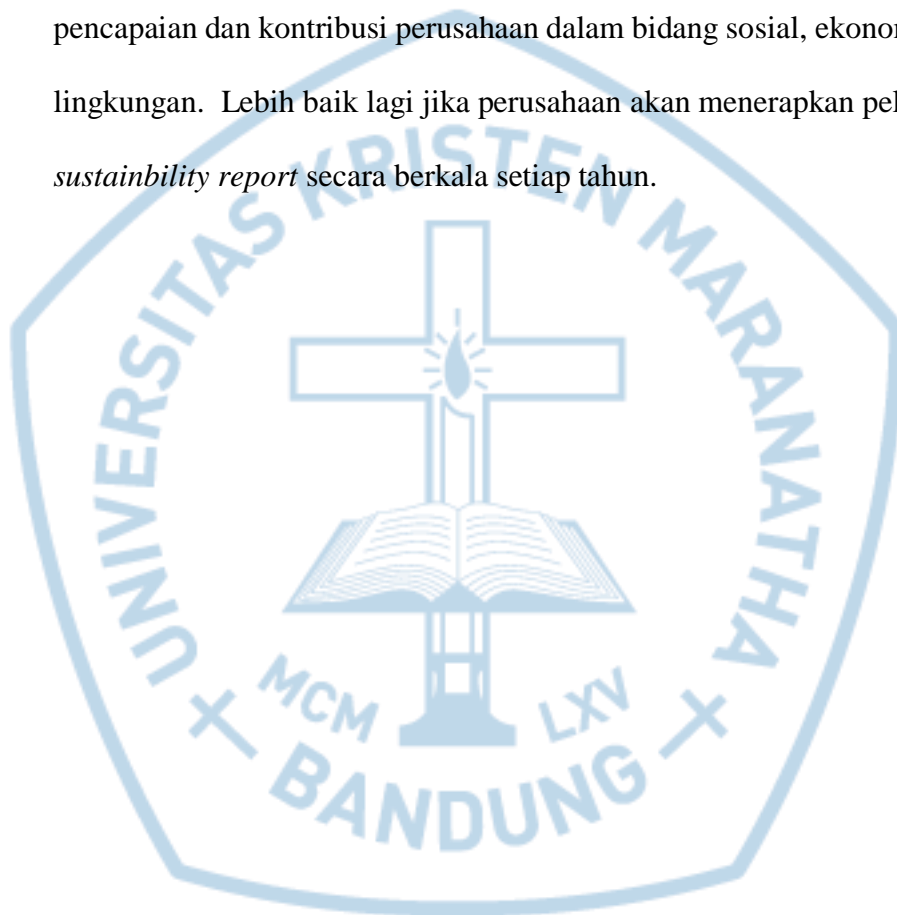 pencapaian dan kontribusi perusahaan dalam bidang sosial,
lingkungan. Lebih baik lagi jika perusahaan akan menerapkan
sustainbility report secara berkala setiap tahun.
UNIVERSITAS KRISTEN MARANATHA
MCM LXV
BANDUNG